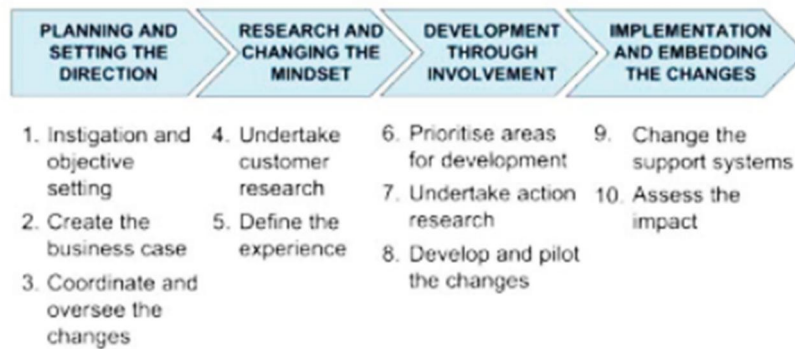 PLANNING AND
SETTING THE
DIRECTION
RESEARCH AND
CHANGING THE
MINDSET
DEVELOPMENT
THROUGH
INVOLVEMENT
IMPLEMENTATION
AND EMBEDDING
THE CHANGES
1. Instigation and
objective
setting
2. Create the
business case
3. Coordinate and
oversee the
changes
4. Undertake
customer
research
5. Define the
experience
6. Prioritise areas
for development
7. Undertake action
research
8. Develop and pilot
the changes
9. Change the
support systems
10. Assess the
impact